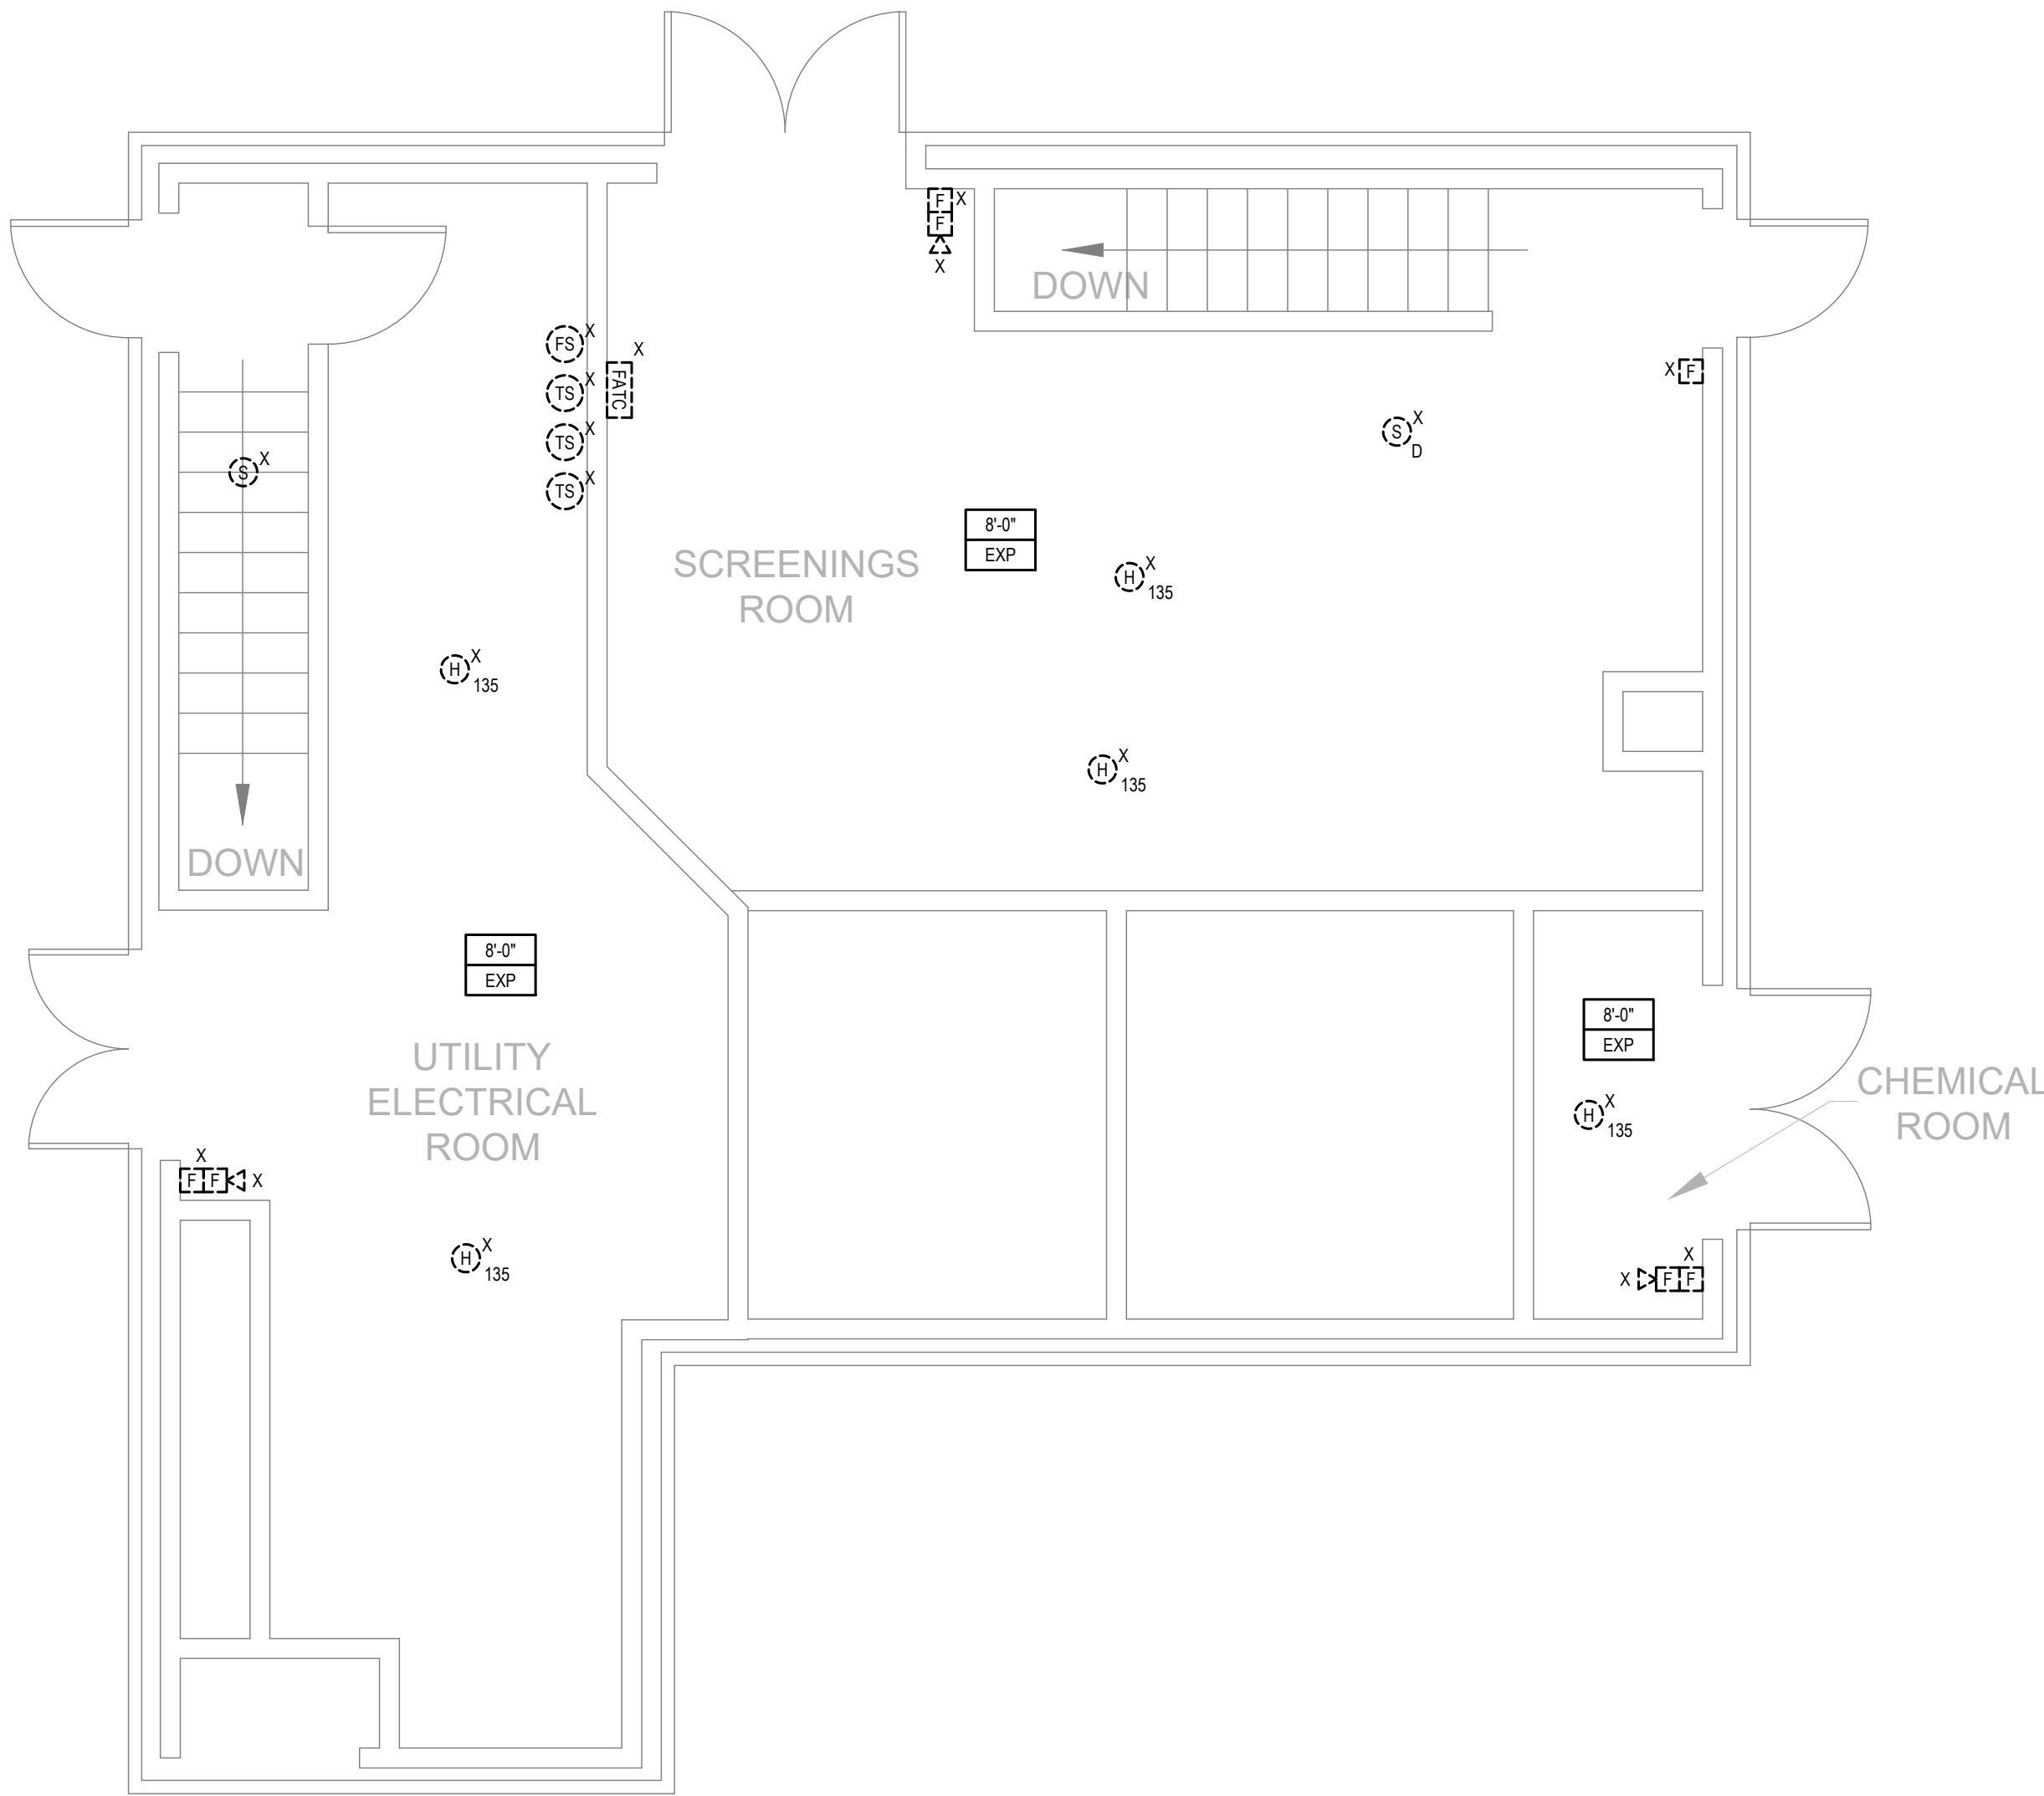 F
X
F
X
DOWN
FS
X
X
FATC
TS
X
TS
X
TS
X
X
F
S
X
D
S
X
8'-0"
EXP
SCREENINGS
ROOM
H
X
135
H
X
135
H
X
135
DOWN
8'-0"
EXP
UTILITY
ELECTRICAL
ROOM
8'-0"
EXP
CHEMICAL
ROOM
H
X
135
X
F
F
X
H
X
135
X
X
F
F